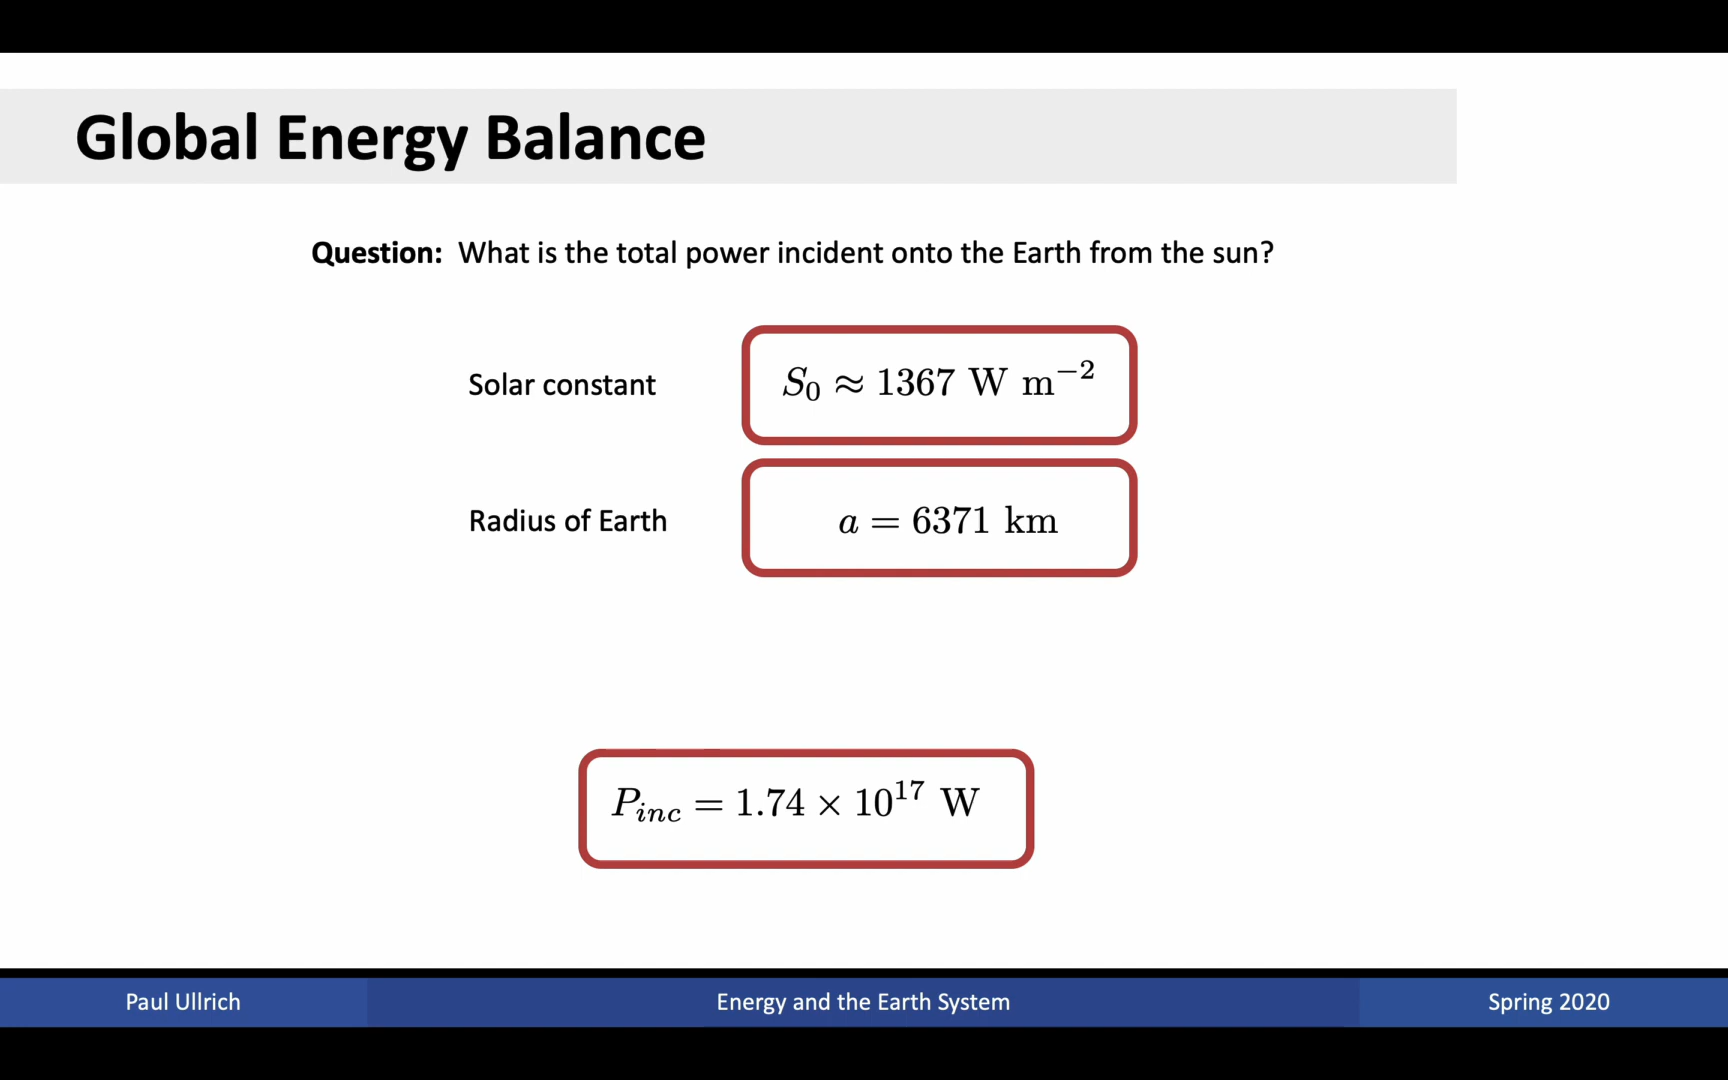 Global Energy Balance
Question: What is the total power incident onto the Earth from the sun?
Solar constant
S₀ ≈ 1367 W m⁻²
Radius of Earth
a = 6371 km
Pᵢₙ꜀ = 1.74 × 10¹⁷ W
Paul Ullrich
Energy and the Earth System
Spring 2020